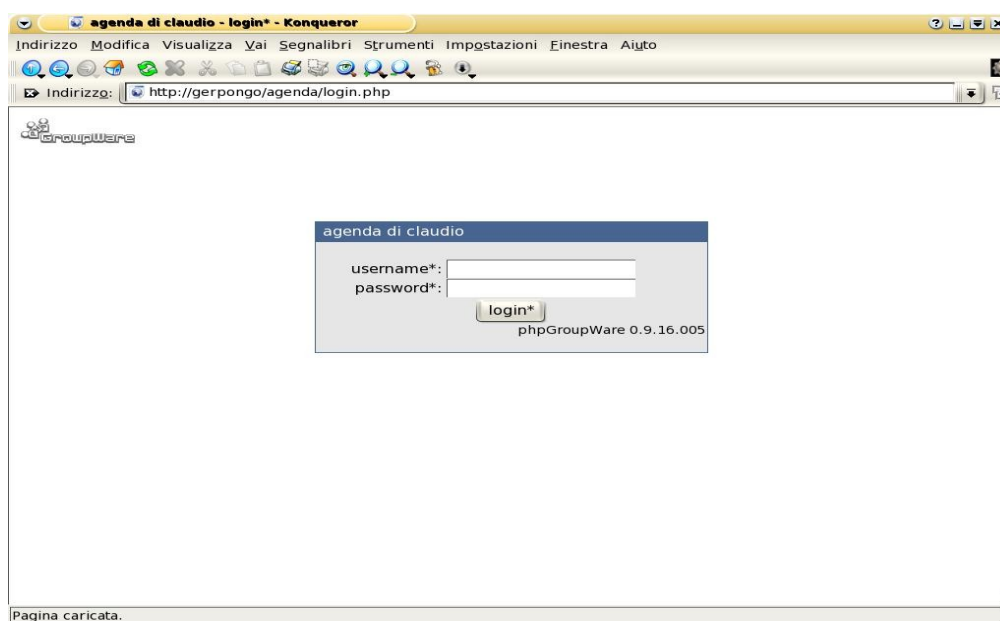 agenda di claudio - login* - Konqueror
Indirizzo Modifica Visualizza Vai Segnalibri Strumenti Impostazioni Finestra Aiuto
Indirizzo: http://gerpongo/agenda/login.php
GroupWare
agenda di claudio
username*:
password*:
login*
phpGroupWare 0.9.16.005
Pagina caricata.